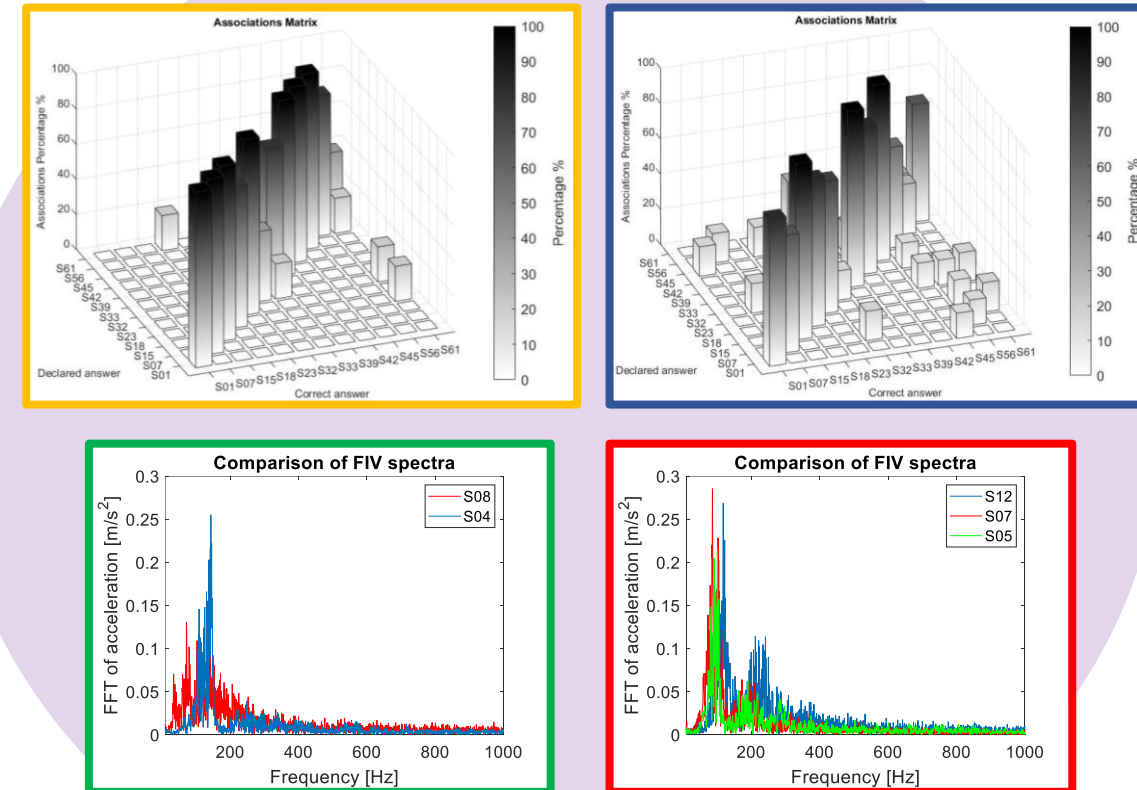 Associations Matrix
100
80
60
40
20
0
Associations Percentage %
S61
S56
S45
S42
S39
S33
S32
S23
S18
S15
S07
S01
Declared answer
S01 S07 S15 S18 S23 S32 S33 S39 S42 S45 S56 S61
Correct answer
100
90
80
70
60
50
40
30
20
10
0
Percentage %
Associations Matrix
100
80
60
40
20
0
Associations Percentage %
S61
S56
S45
S42
S39
S33
S32
S23
S18
S15
S07
S01
Declared answer
S01 S07 S15 S18 S23 S32 S33 S39 S42 S45 S56 S61
Correct answer
100
90
80
70
60
50
40
30
20
10
0
Percentage %
Comparison of FIV spectra
0.3
0.25
0.2
0.15
0.1
0.05
0
FFT of acceleration [m/s²]
S08
S04
200 400 600 800 1000
Frequency [Hz]
Comparison of FIV spectra
0.3
0.25
0.2
0.15
0.1
0.05
0
FFT of acceleration [m/s²]
S12
S07
S05
200 400 600 800 1000
Frequency [Hz]